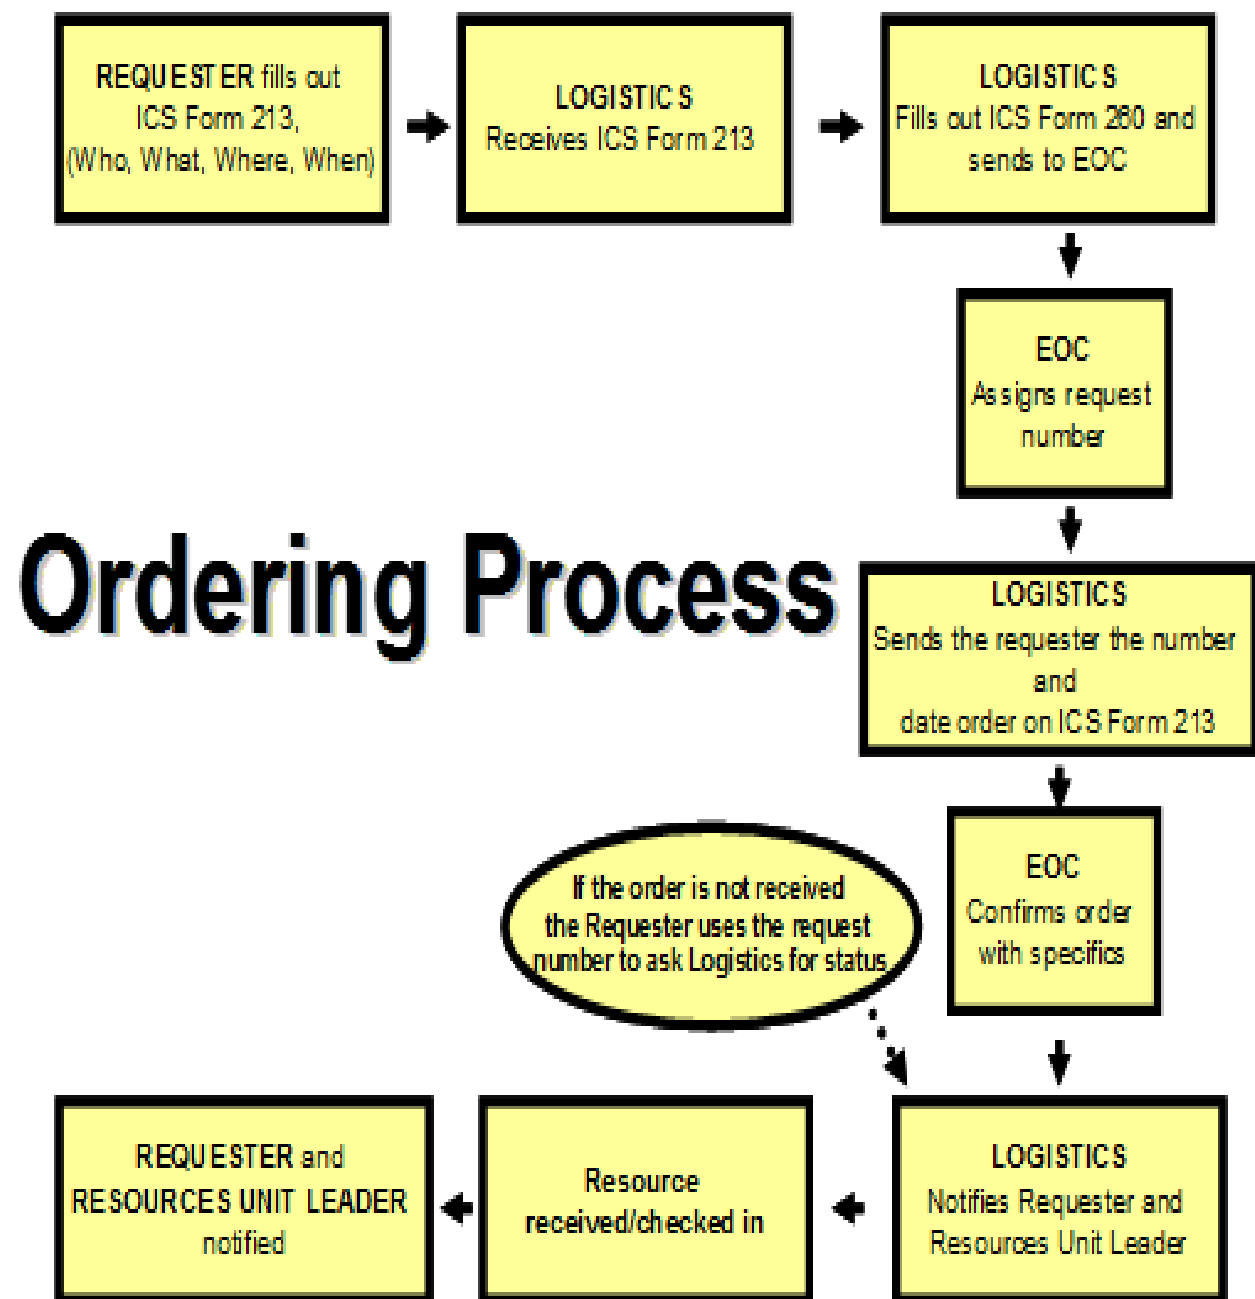 REQUESTER fills out
ICS Form 213,
(Who, What, Where, When)
LOGISTICS
Receives ICS Form 213
LOGISTICS
Fills out ICS Form 260 and
sends to EOC
EOC
Assigns request
number
Ordering Process
LOGISTICS
Sends the requester the number
and
date order on ICS Form 213
If the order is not received
the Requester uses the request
number to ask Logistics for status
EOC
Confirms order
with specifics
LOGISTICS
Notifies Requester and
Resources Unit Leader
Resource
received/checked in
REQUESTER and
RESOURCES UNIT LEADER
notified